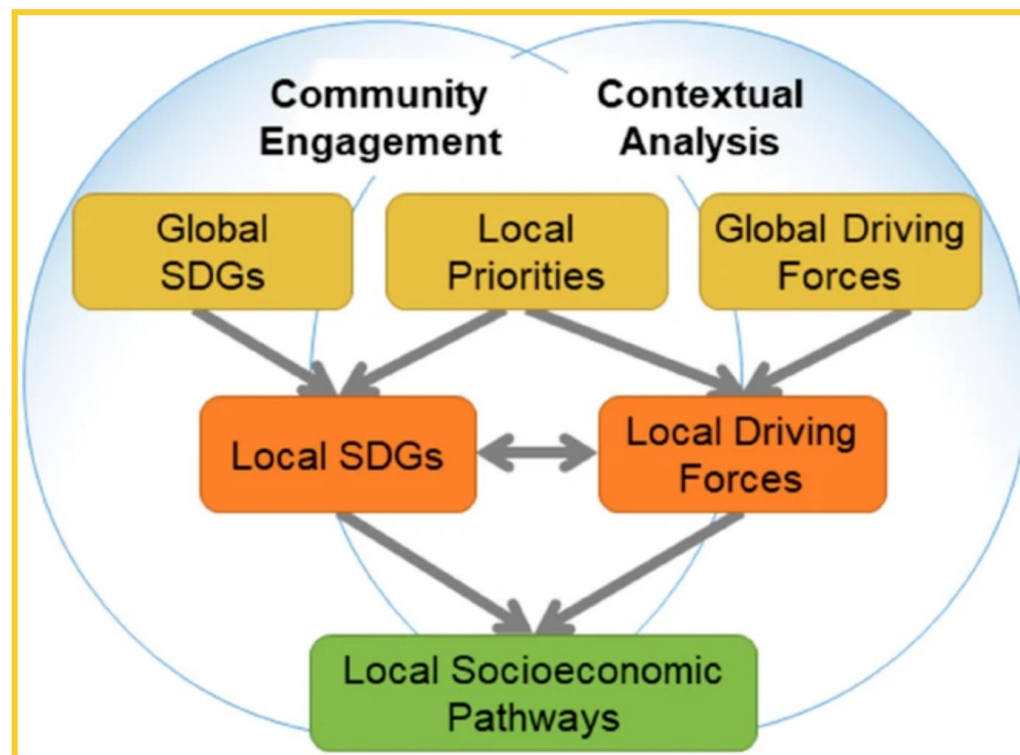 Community
Engagement
Contextual
Analysis
Global
SDGs
Local
Priorities
Global Driving
Forces
Local SDGs
Local Driving
Forces
Local Socioeconomic
Pathways